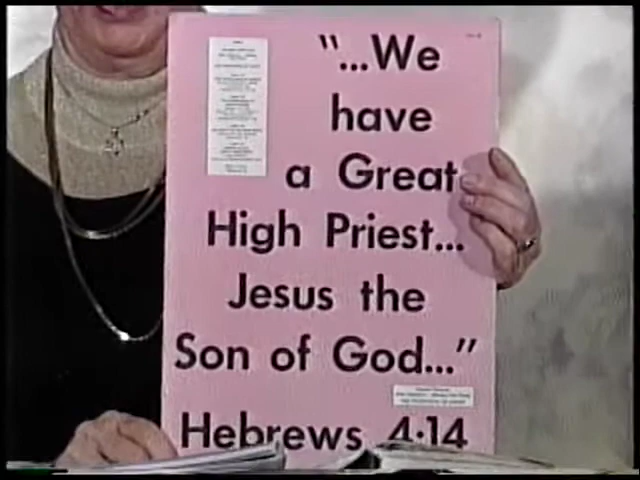 "...We
have
a Great
High Priest...
Jesus the
Son of God..."
Hebrews 4:14